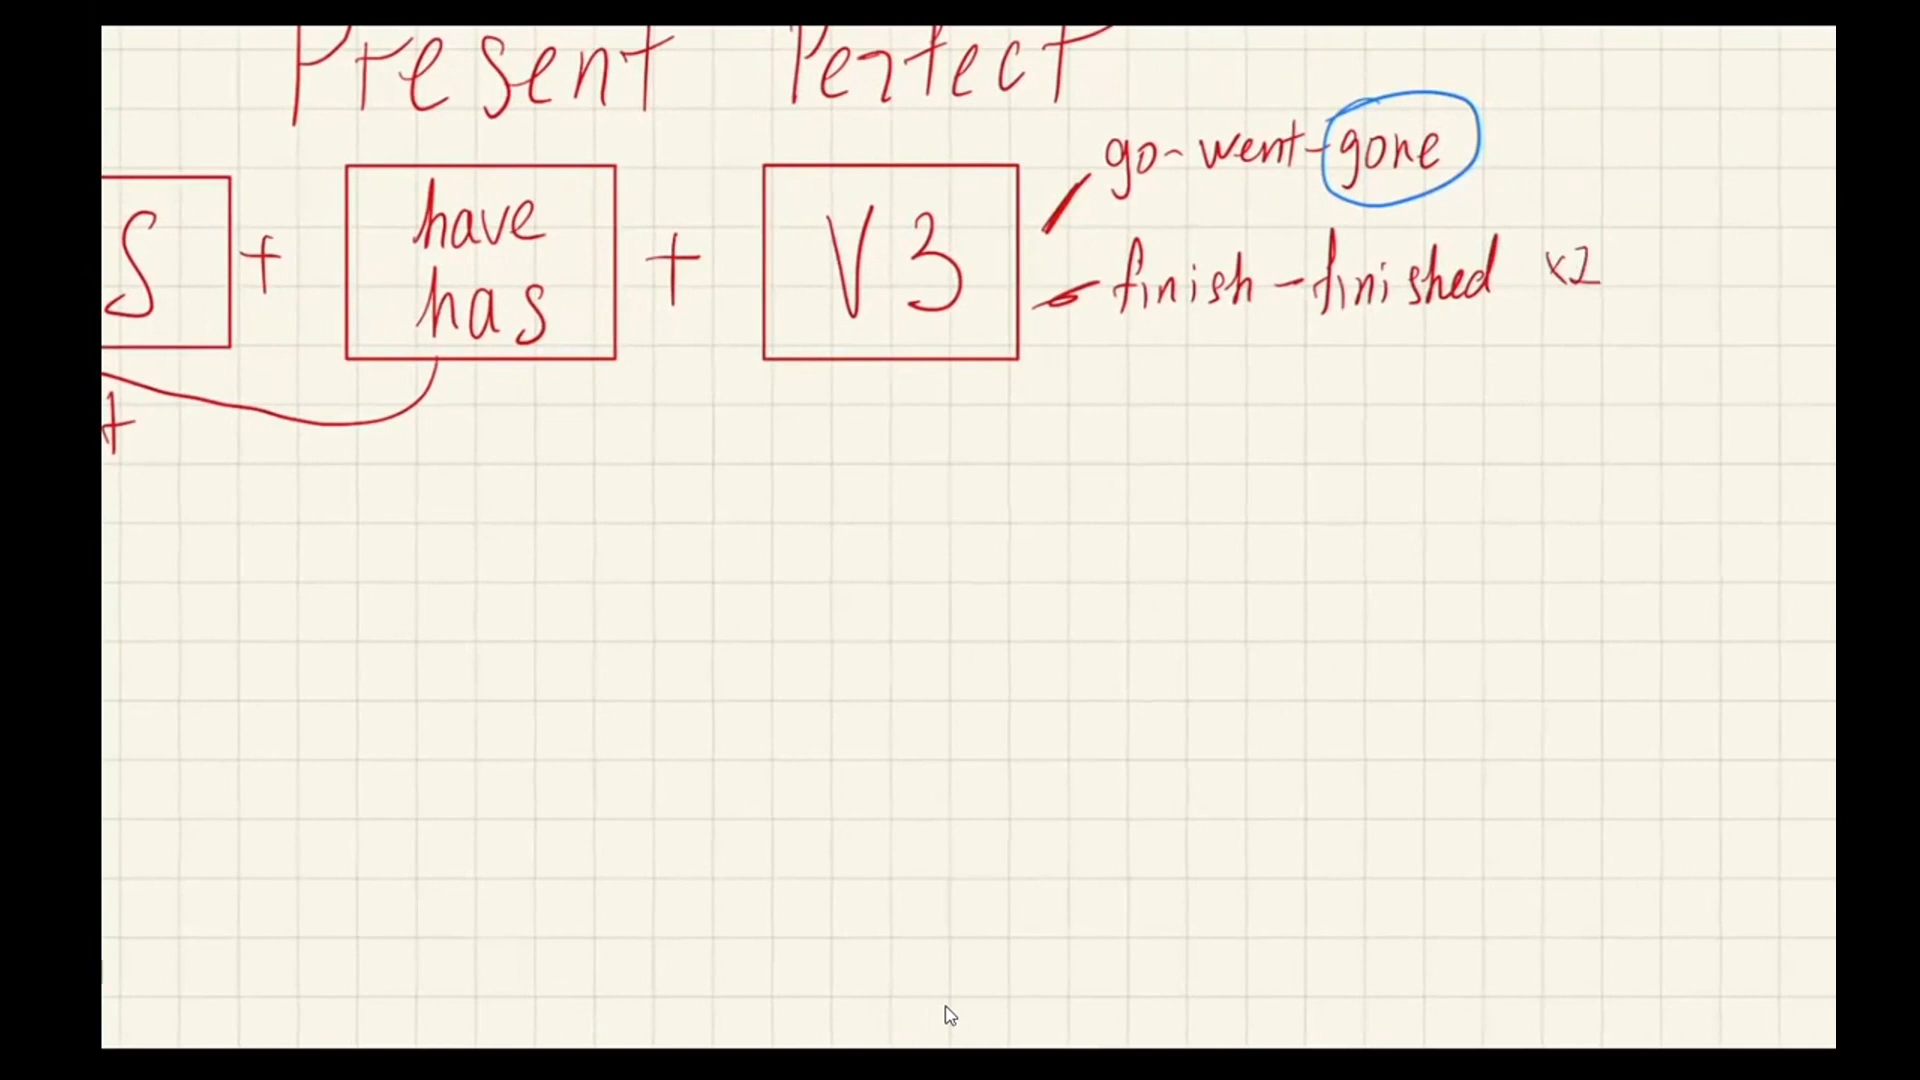 Present Perfect
go - went - gone
S + have has + V3
finish - finished x2
+